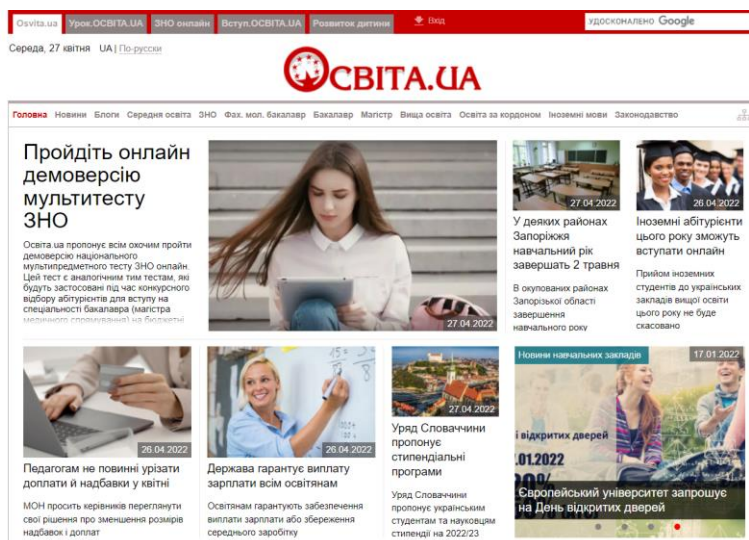 Osvita.ua Урок.ОСВІТА.UA ЗНО онлайн Вступ.ОСВІТА.UA Розвиток дитини Вхід
УДОСКОНАЛЕНО Google
Середа, 27 квітня UA | По-русски
ОСВІТА.UA
Головна Новини Блоги Середня освіта ЗНО Фах. мол. бакалавр Бакалавр Магістр Вища освіта Освіта за кордоном Іноземні мови Законодавство
Пройдіть онлайн
демоверсію
мультитесту
ЗНО
Освіта.ua пропонує всім охочим пройти
демоверсію національного
мультипредметного тесту ЗНО онлайн.
Цей тест є аналогічним тим тестам, які
будуть застосовані під час конкурсного
відбору абітурієнтів для вступу на
спеціальності бакалавра (магістра
медичного спрямування) на бюджетні
27.04.2022
27.04.2022
У деяких районах
Запоріжжя
навчальний рік
завершать 2 травня
В окупованих районах
Запорізької області
завершення
навчального року
26.04.2022
Іноземні абітурієнти
цього року зможуть
вступати онлайн
Прийом іноземних
студентів до українських
закладів вищої освіти
цього року не буде
скасовано
26.04.2022
Педагогам не повинні урізати
доплати й надбавки у квітні
МОН просить керівників переглянути
свої рішення про зменшення розмірів
надбавок і доплат
26.04.2022
Держава гарантує виплату
зарплати всім освітянам
Освітянам гарантують забезпечення
виплати зарплати або збереження
середнього заробітку
27.04.2022
Уряд Словаччини
пропонує
стипендіальні
програми
Уряд Словаччини
пропонує українським
студентам та науковцям
стипендії на 2022/23
Новини навчальних закладів
17.01.2022
і відкритих дверей
.01.2022
Європейський університет запрошує
на День відкритих дверей